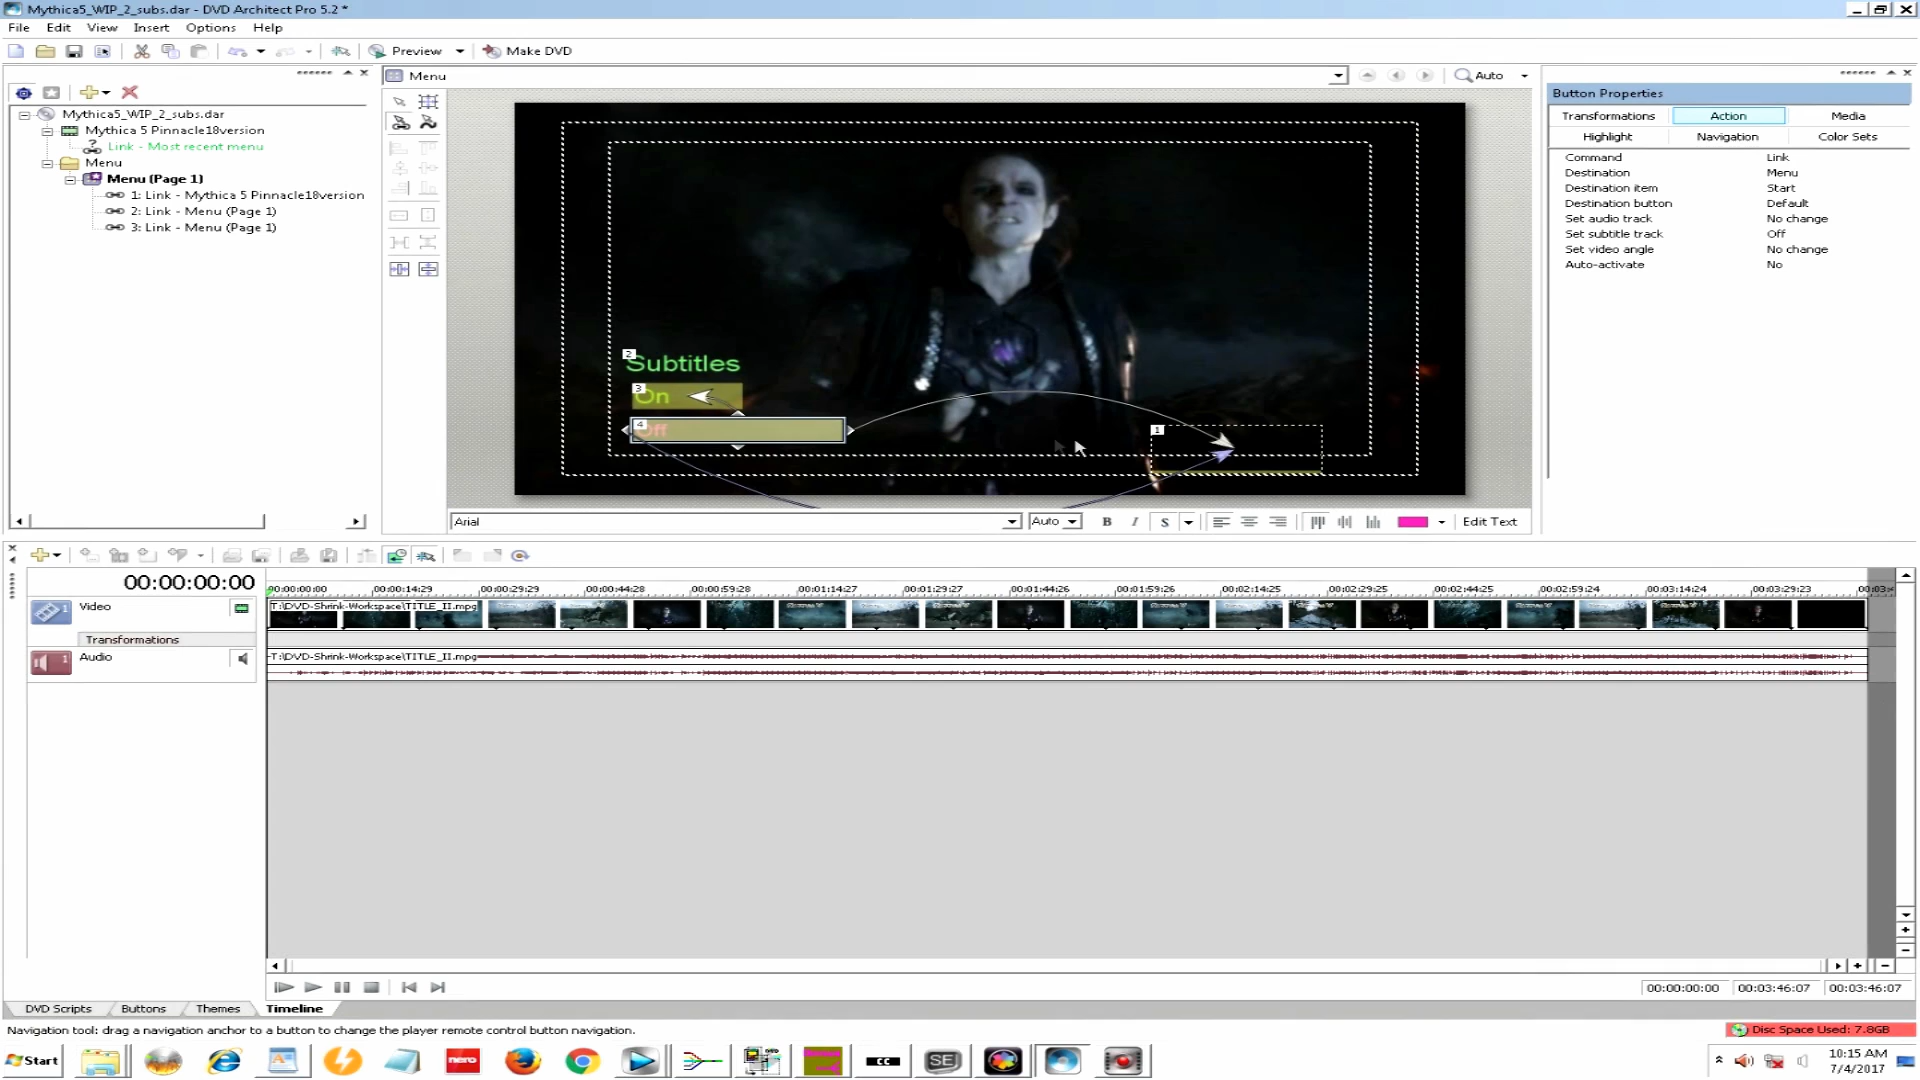 Mythica5_WIP_2_subs.dar - DVD Architect Pro 5.2 *
File Edit View Insert Options Help
Preview Make DVD
Menu Auto
Mythica5_WIP_2_subs.dar
Mythica 5 Pinnacle18version
Link - Most recent menu
Menu
Menu (Page 1)
1: Link - Mythica 5 Pinnacle18version
2: Link - Menu (Page 1)
3: Link - Menu (Page 1)
2
Subtitles
3
On
4
Off
1
Button Properties
Transformations Action Media
Highlight Navigation Color Sets
Command Link
Destination Menu
Destination item Start
Destination button Default
Set audio track No change
Set subtitle track Off
Set video angle No change
Auto-activate No
Arial Auto B I S Edit Text
00:00:00:00
00:00:00:00 00:00:14:29 00:00:29:29 00:00:44:28 00:00:59:28 00:01:14:27 00:01:29:27 00:01:44:26 00:01:59:26 00:02:14:25 00:02:29:25 00:02:44:25 00:02:59:24 00:03:14:24 00:03:29:23
1 Video
T:\DVD-Shrink-Workspace\TITLE_II.mpg
Transformations
1 Audio
T:\DVD-Shrink-Workspace\TITLE_II.mpg
00:00:00:00 00:03:46:07 00:03:46:07
DVD Scripts Buttons Themes Timeline
Navigation tool: drag a navigation anchor to a button to change the player remote control button navigation.
Disc Space Used: 7.8GB
Start nero CC SE
10:15 AM
7/4/2017